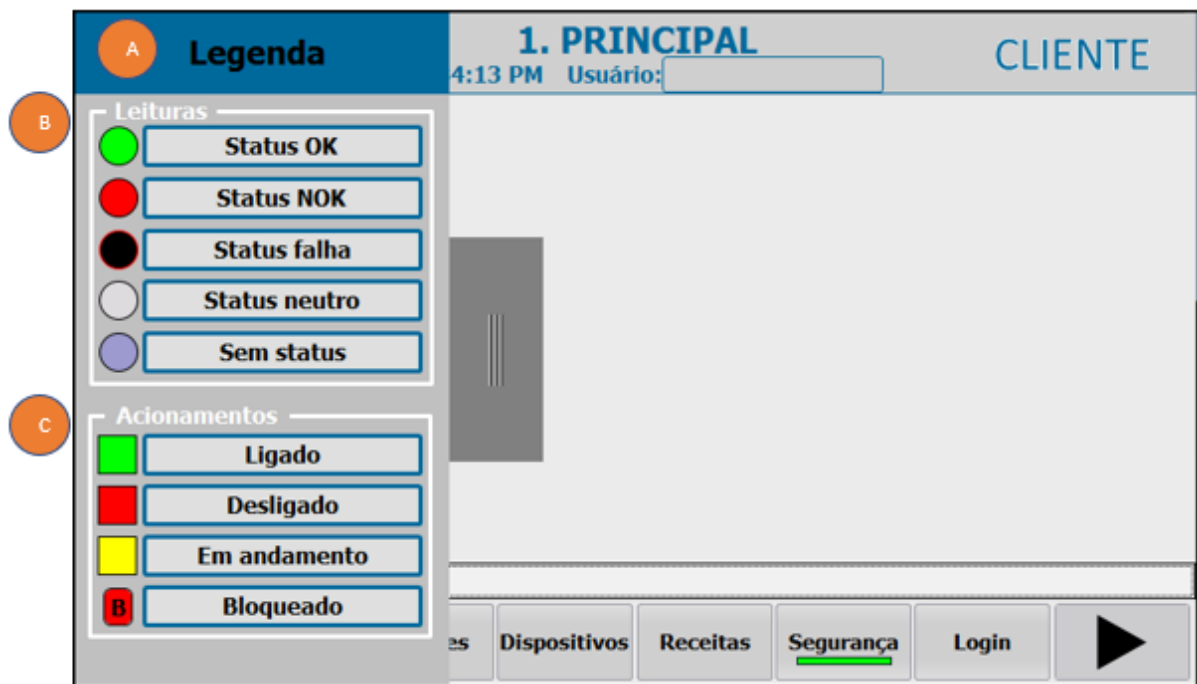 A
Legenda
1. PRINCIPAL
4:13 PM Usuário:
CLIENTE
B
Leituras
Status OK
Status NOK
Status falha
Status neutro
Sem status
C
Acionamentos
Ligado
Desligado
Em andamento
B Bloqueado
es Dispositivos Receitas Segurança Login